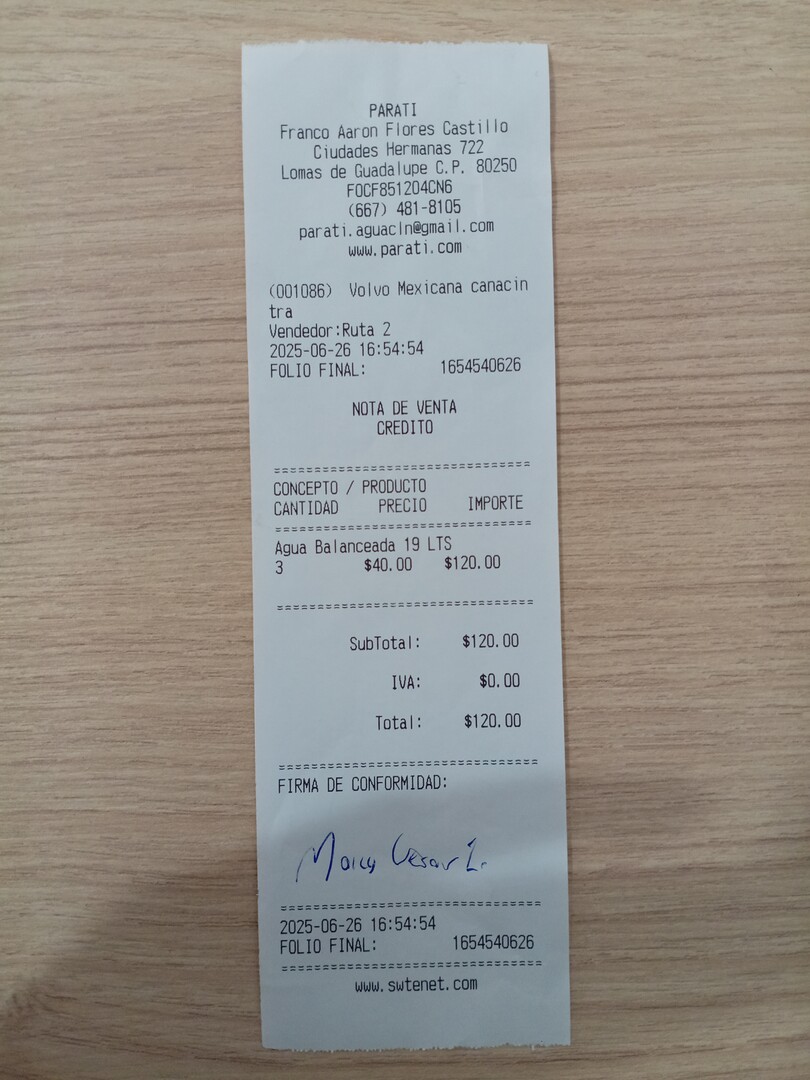 PARATI
Franco Aaron Flores Castillo
Ciudades Hermanas 722
Lomas de Guadalupe C.P. 80250
FOCF851204CN6
(667) 481-8105
parati.aguacln@gmail.com
www.parati.com
(001086) Volvo Mexicana canacin
tra
Vendedor:Ruta 2
2025-06-26 16:54:54
FOLIO FINAL: 1654540626
NOTA DE VENTA
CREDITO
================================
CONCEPTO / PRODUCTO
CANTIDAD PRECIO IMPORTE
================================
Agua Balanceada 19 LTS
3 $40.00 $120.00
================================
SubTotal: $120.00
IVA: $0.00
Total: $120.00
================================
FIRMA DE CONFORMIDAD:
================================
2025-06-26 16:54:54
FOLIO FINAL: 1654540626
================================
www.swtenet.com